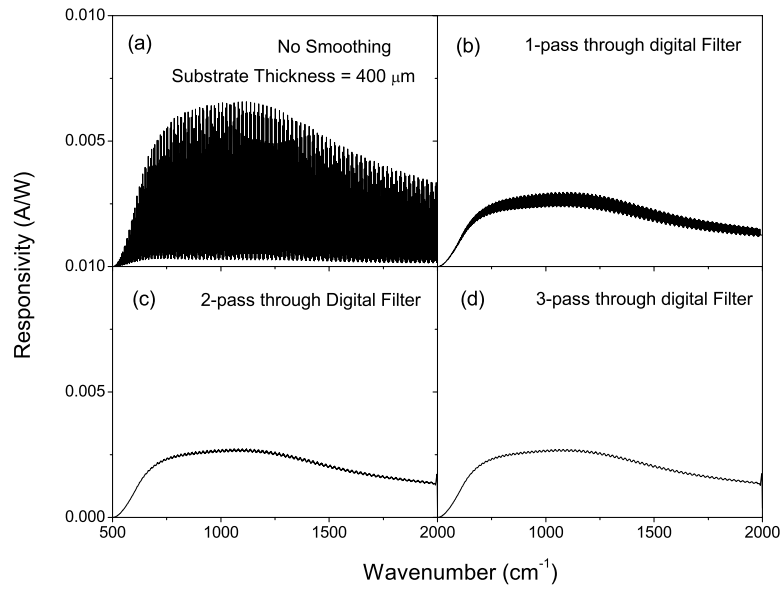 0.010
(a)
No Smoothing
Substrate Thickness = 400 μm
(b)
1-pass through digital Filter
0.005
0.010
(c)
2-pass through Digital Filter
(d)
3-pass through digital Filter
0.005
0.000
500 1000 1500 2000 1000 1500 2000
Wavenumber (cm⁻¹)
Responsivity (A/W)